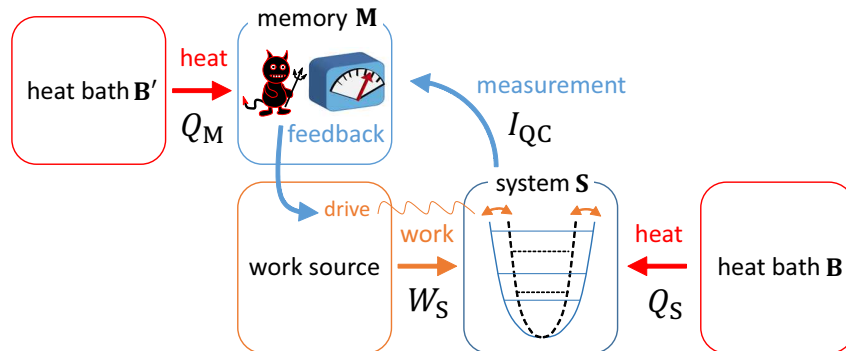 memory M
heat
heat bath B′
Q_M
feedback
measurement
I_QC
system S
drive
work
work source
W_S
heat
heat bath B
Q_S